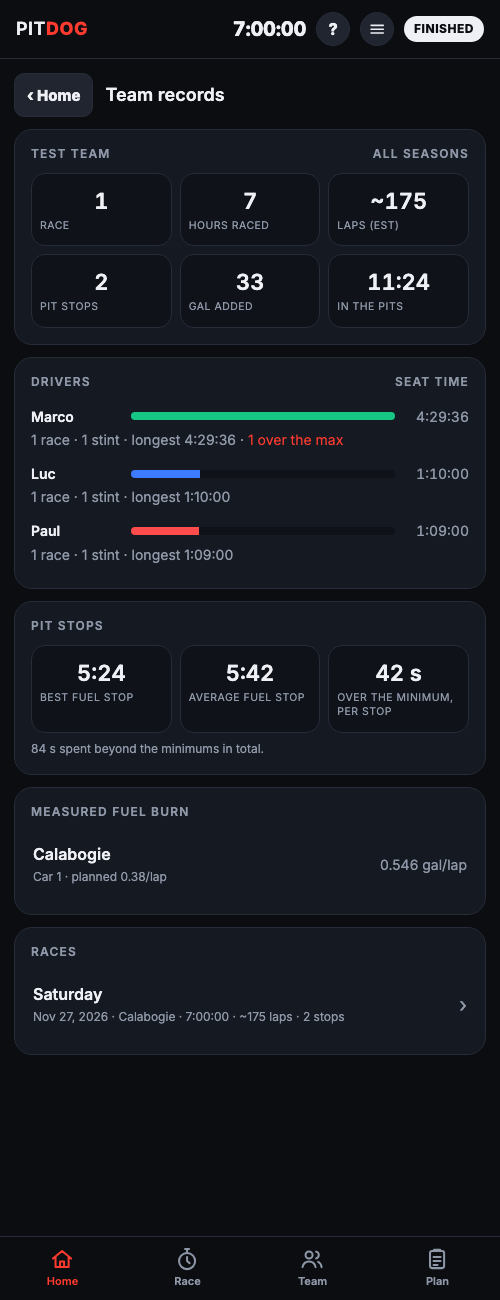 PITDOG 7:00:00 ? FINISHED
‹ Home Team records
TEST TEAM ALL SEASONS
1 7 ~175
RACE HOURS RACED LAPS (EST)
2 33 11:24
PIT STOPS GAL ADDED IN THE PITS
DRIVERS SEAT TIME
Marco 4:29:36
1 race · 1 stint · longest 4:29:36 · 1 over the max
Luc 1:10:00
1 race · 1 stint · longest 1:10:00
Paul 1:09:00
1 race · 1 stint · longest 1:09:00
PIT STOPS
5:24 5:42 42 s
BEST FUEL STOP AVERAGE FUEL STOP OVER THE MINIMUM,
PER STOP
84 s spent beyond the minimums in total.
MEASURED FUEL BURN
Calabogie 0.546 gal/lap
Car 1 · planned 0.38/lap
RACES
Saturday
Nov 27, 2026 · Calabogie · 7:00:00 · ~175 laps · 2 stops ›
Home Race Team Plan